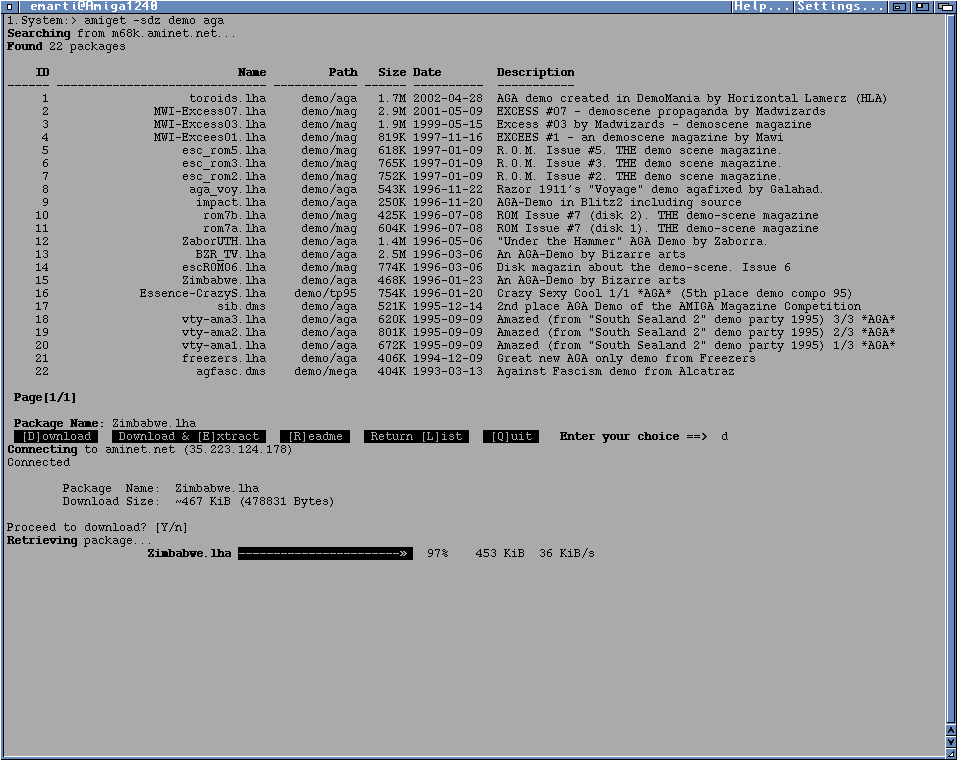 emarti@Amiga1240 Help... Settings...
1.System:> amiget -sdz demo aga
Searching from m68k.aminet.net...
Found 22 packages
ID Name Path Size Date Description
------ ------------------------------ ------------ ------ ---------- -----------
1 toroids.lha demo/aga 1.7M 2002-04-28 AGA demo created in DemoMania by Horizontal Lamerz (HLA)
2 MWI-Excess07.lha demo/mag 2.9M 2001-05-09 EXCESS #07 - demoscene propaganda by Madwizards
3 MWI-Excess03.lha demo/mag 1.9M 1999-05-15 Excess #03 by Madwizards - demoscene magazine
4 MWI-Excees01.lha demo/mag 819K 1997-11-16 EXCEES #1 - an demoscene magazine by Mawi
5 esc_rom5.lha demo/mag 618K 1997-01-09 R.O.M. Issue #5. THE demo scene magazine.
6 esc_rom3.lha demo/mag 765K 1997-01-09 R.O.M. Issue #3. THE demo scene magazine.
7 esc_rom2.lha demo/mag 752K 1997-01-09 R.O.M. Issue #2. THE demo scene magazine.
8 aga_voy.lha demo/aga 543K 1996-11-22 Razor 1911's "Voyage" demo agafixed by Galahad.
9 impact.lha demo/aga 250K 1996-11-20 AGA-Demo in Blitz2 including source
10 rom7b.lha demo/mag 425K 1996-07-08 ROM Issue #7 (disk 2). THE demo-scene magazine
11 rom7a.lha demo/mag 604K 1996-07-08 ROM Issue #7 (disk 1). THE demo-scene magazine
12 ZaborUTH.lha demo/aga 1.4M 1996-05-06 "Under the Hammer" AGA Demo by Zaborra.
13 BZR_TV.lha demo/aga 2.5M 1996-03-06 An AGA-Demo by Bizarre arts
14 escROM06.lha demo/mag 774K 1996-03-06 Disk magazin about the demo-scene. Issue 6
15 Zimbabwe.lha demo/aga 468K 1996-01-23 An AGA-Demo by Bizarre arts
16 Essence-CrazyS.lha demo/tp95 754K 1996-01-20 Crazy Sexy Cool 1/1 *AGA* (5th place demo compo 95)
17 sib.dms demo/aga 521K 1995-12-14 2nd place AGA Demo of the AMIGA Magazine Competition
18 vty-ama3.lha demo/aga 620K 1995-09-09 Amazed (from "South Sealand 2" demo party 1995) 3/3 *AGA*
19 vty-ama2.lha demo/aga 801K 1995-09-09 Amazed (from "South Sealand 2" demo party 1995) 2/3 *AGA*
20 vty-ama1.lha demo/aga 672K 1995-09-09 Amazed (from "South Sealand 2" demo party 1995) 1/3 *AGA*
21 freezers.lha demo/aga 406K 1994-12-09 Great new AGA only demo from Freezers
22 agfasc.dms demo/mega 404K 1993-03-13 Against Fascism demo from Alcatraz
Page[1/1]
Package Name: Zimbabwe.lha
[D]ownload Download & [E]xtract [R]eadme Return [L]ist [Q]uit Enter your choice ==> d
Connecting to aminet.net (35.223.124.178)
Connected
Package Name: Zimbabwe.lha
Download Size: ~467 KiB (478831 Bytes)
Proceed to download? [Y/n]
Retrieving package...
Zimbabwe.lha -----------------------» 97% 453 KiB 36 KiB/s